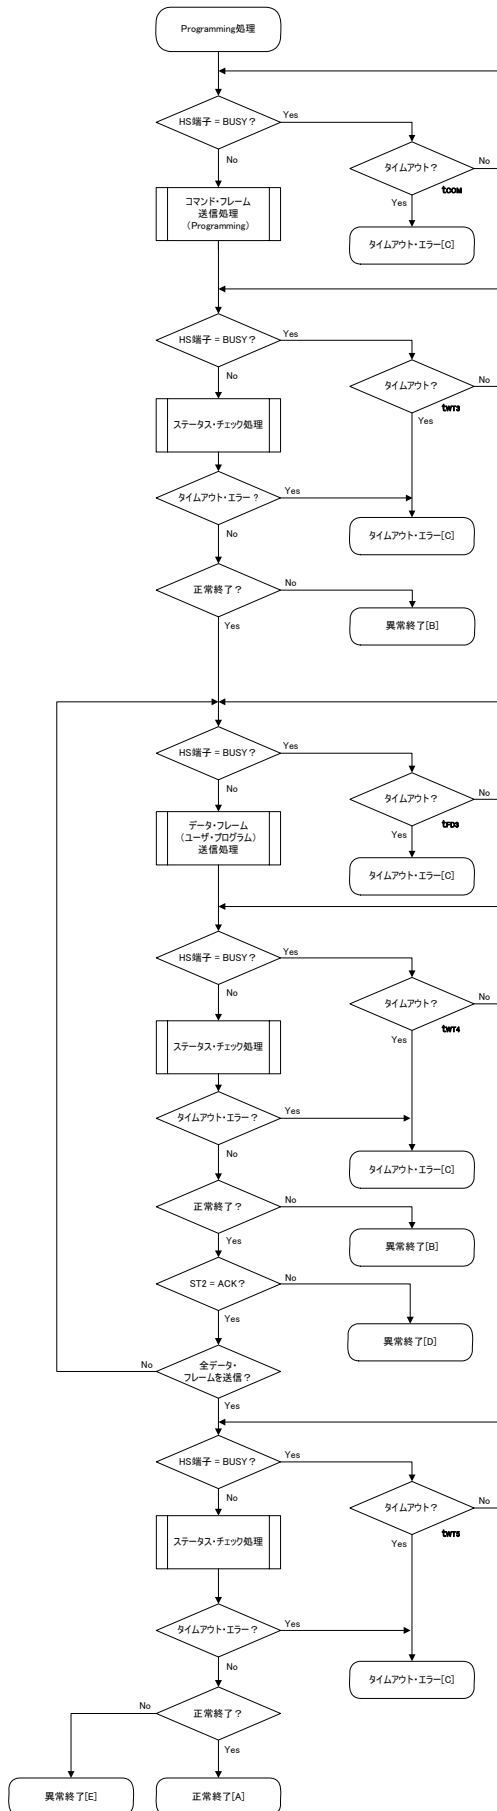 Programming処理
HS端子 = BUSY？
Yes
No
タイムアウト？
No
tCOM
Yes
コマンド・フレーム
送信処理
（Programming）
タイムアウト・エラー[C]
HS端子 = BUSY？
Yes
No
タイムアウト？
No
tWT3
Yes
ステータス・チェック処理
タイムアウト・エラー？
Yes
No
タイムアウト・エラー[C]
正常終了？
No
Yes
異常終了[B]
HS端子 = BUSY？
Yes
No
タイムアウト？
No
tFD3
Yes
データ・フレーム
（ユーザ・プログラム）
送信処理
タイムアウト・エラー[C]
HS端子 = BUSY？
Yes
No
タイムアウト？
No
tWT4
Yes
ステータス・チェック処理
タイムアウト・エラー？
Yes
No
タイムアウト・エラー[C]
正常終了？
No
Yes
異常終了[B]
ST2 = ACK？
No
Yes
異常終了[D]
全データ・
フレームを送信？
No
Yes
HS端子 = BUSY？
Yes
No
タイムアウト？
No
tWT5
Yes
ステータス・チェック処理
タイムアウト・エラー？
Yes
No
タイムアウト・エラー[C]
正常終了？
No
Yes
異常終了[E]
正常終了[A]